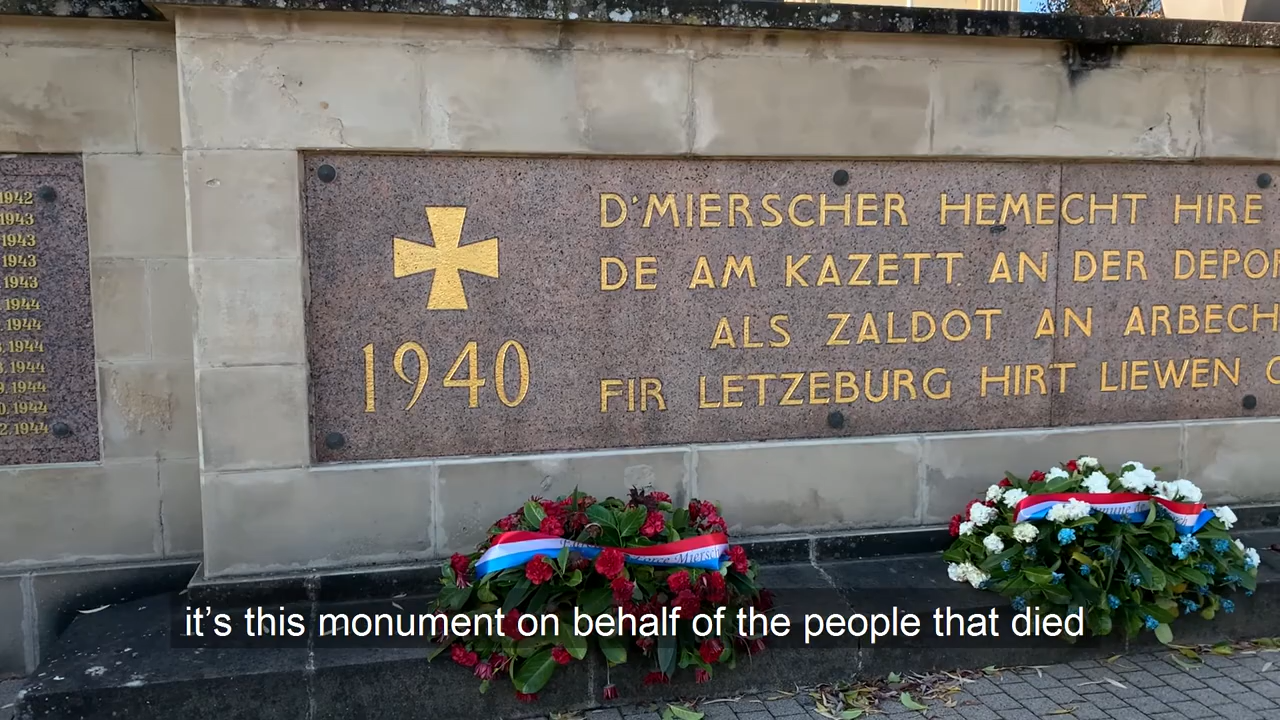 1942
1943
1943
1943
1943
1944
1944
1944
1944
1944
1944
1944
1940
D'MIERSCHER HEMECHT HIRE
DE AM KAZETT AN DER DEPOR
ALS ZALDOT AN ARBECH
FIR LETZEBURG HIRT LIEWEN
Miersch
it's this monument on behalf of the people that died